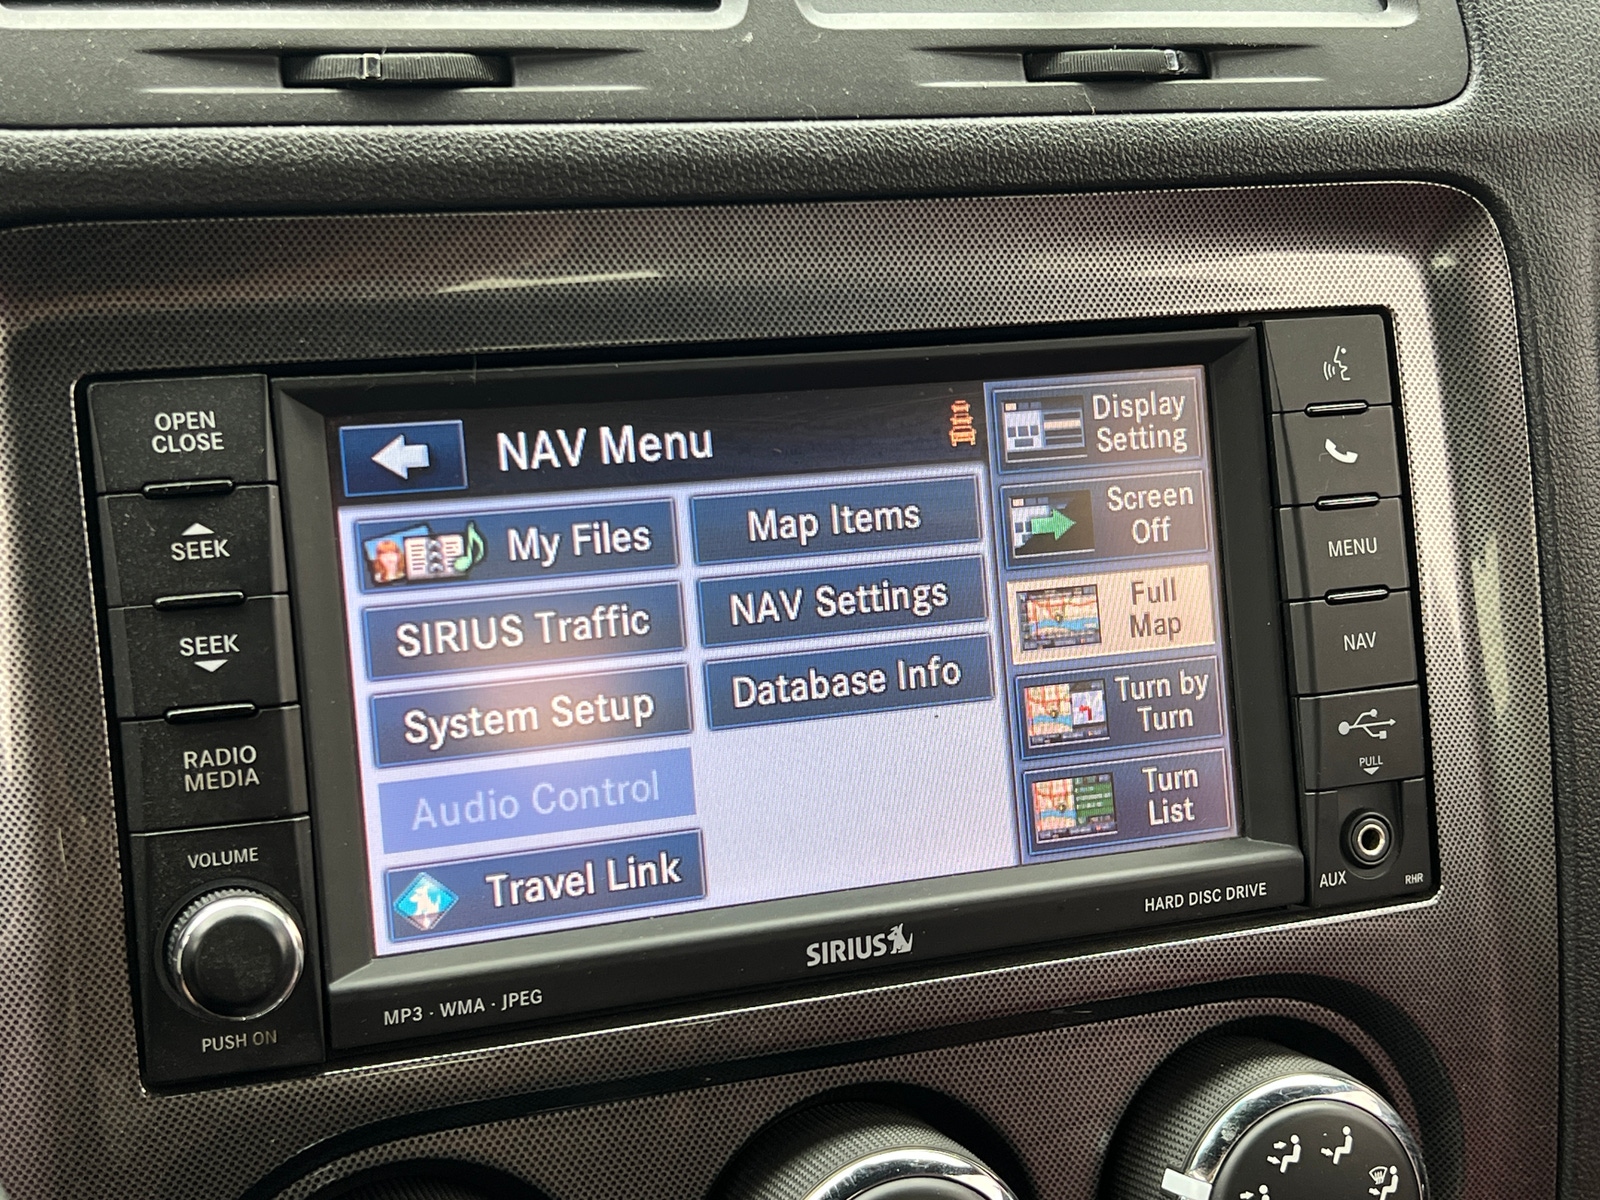 OPEN
CLOSE
SEEK
SEEK
RADIO
MEDIA
VOLUME
PUSH ON
NAV Menu
My Files
SIRIUS Traffic
System Setup
Audio Control
Travel Link
Map Items
NAV Settings
Database Info
Display
Setting
Screen
Off
Full
Map
Turn by
Turn
Turn
List
MENU
NAV
PULL
AUX
RHR
MP3 · WMA · JPEG
SIRIUS
HARD DISC DRIVE